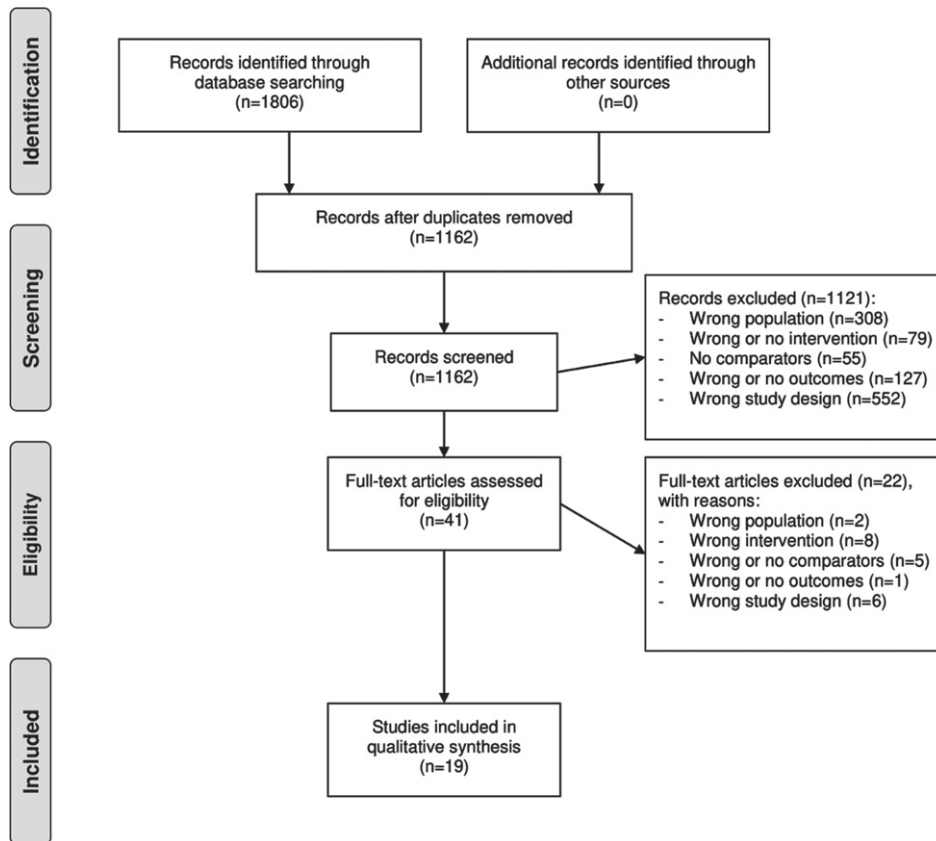 Identification
Records identified through
database searching
(n=1806)
Additional records identified through
other sources
(n=0)
Records after duplicates removed
(n=1162)
Screening
Records screened
(n=1162)
Records excluded (n=1121):
- Wrong population (n=308)
- Wrong or no intervention (n=79)
- No comparators (n=55)
- Wrong or no outcomes (n=127)
- Wrong study design (n=552)
Eligibility
Full-text articles assessed
for eligibility
(n=41)
Full-text articles excluded (n=22),
with reasons:
- Wrong population (n=2)
- Wrong intervention (n=8)
- Wrong or no comparators (n=5)
- Wrong or no outcomes (n=1)
- Wrong study design (n=6)
Included
Studies included in
qualitative synthesis
(n=19)